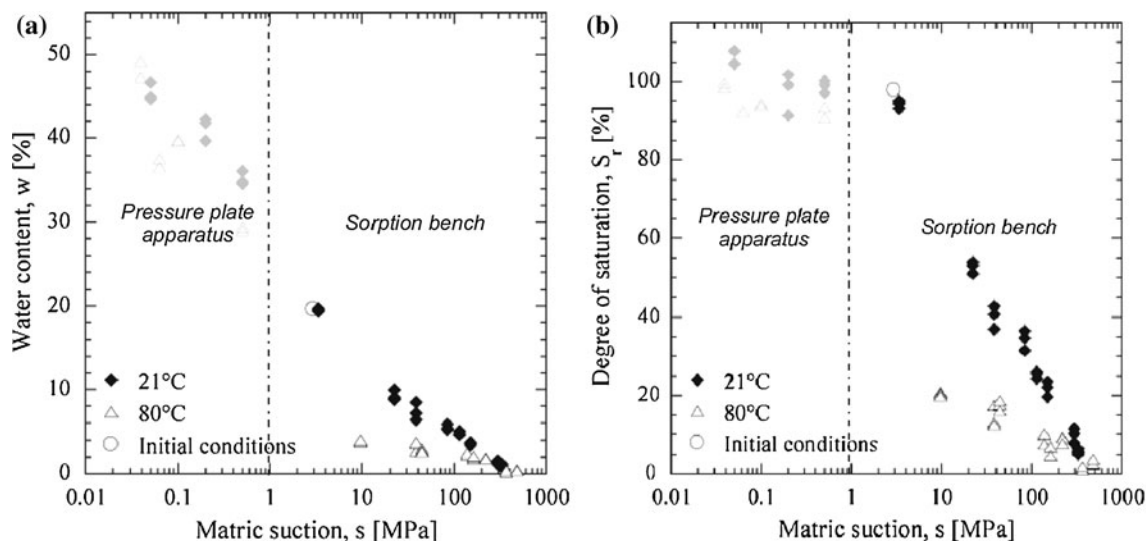 (a)
Water content, w [%]
50
40
30
20
10
0
Pressure plate
apparatus
Sorption bench
21°C
80°C
Initial conditions
0.01
0.1
1
10
100
1000
Matric suction, s [MPa]
(b)
Degree of saturation, Sr [%]
100
80
60
40
20
0
Pressure plate
apparatus
Sorption bench
21°C
80°C
Initial conditions
0.01
0.1
1
10
100
1000
Matric suction, s [MPa]